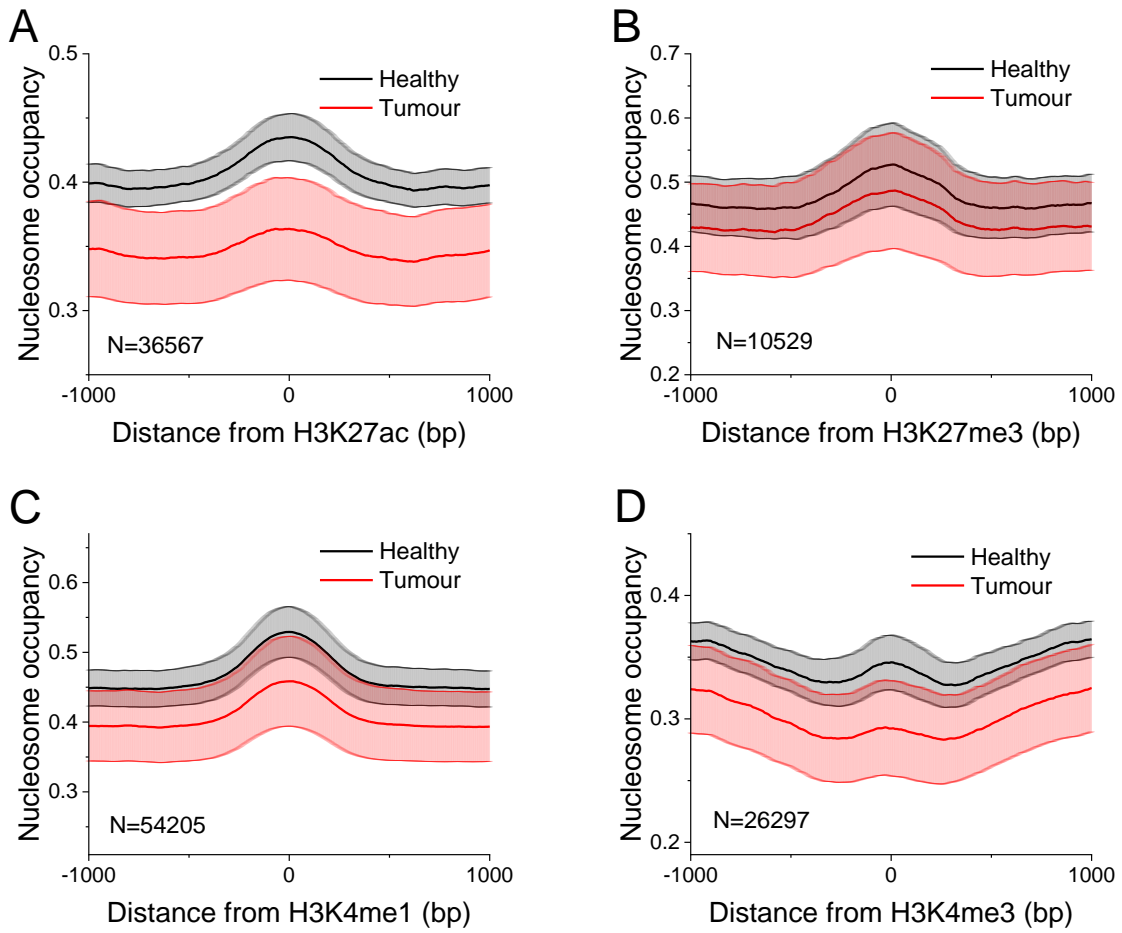 A
Nucleosome occupancy
0.5
0.4
0.3
Healthy
Tumour
N=36567
-1000
0
1000
Distance from H3K27ac (bp)
B
Nucleosome occupancy
0.7
0.6
0.5
0.4
0.3
0.2
Healthy
Tumour
N=10529
-1000
0
1000
Distance from H3K27me3 (bp)
C
Nucleosome occupancy
0.6
0.5
0.4
0.3
Healthy
Tumour
N=54205
-1000
0
1000
Distance from H3K4me1 (bp)
D
Nucleosome occupancy
0.4
0.3
0.2
Healthy
Tumour
N=26297
-1000
0
1000
Distance from H3K4me3 (bp)